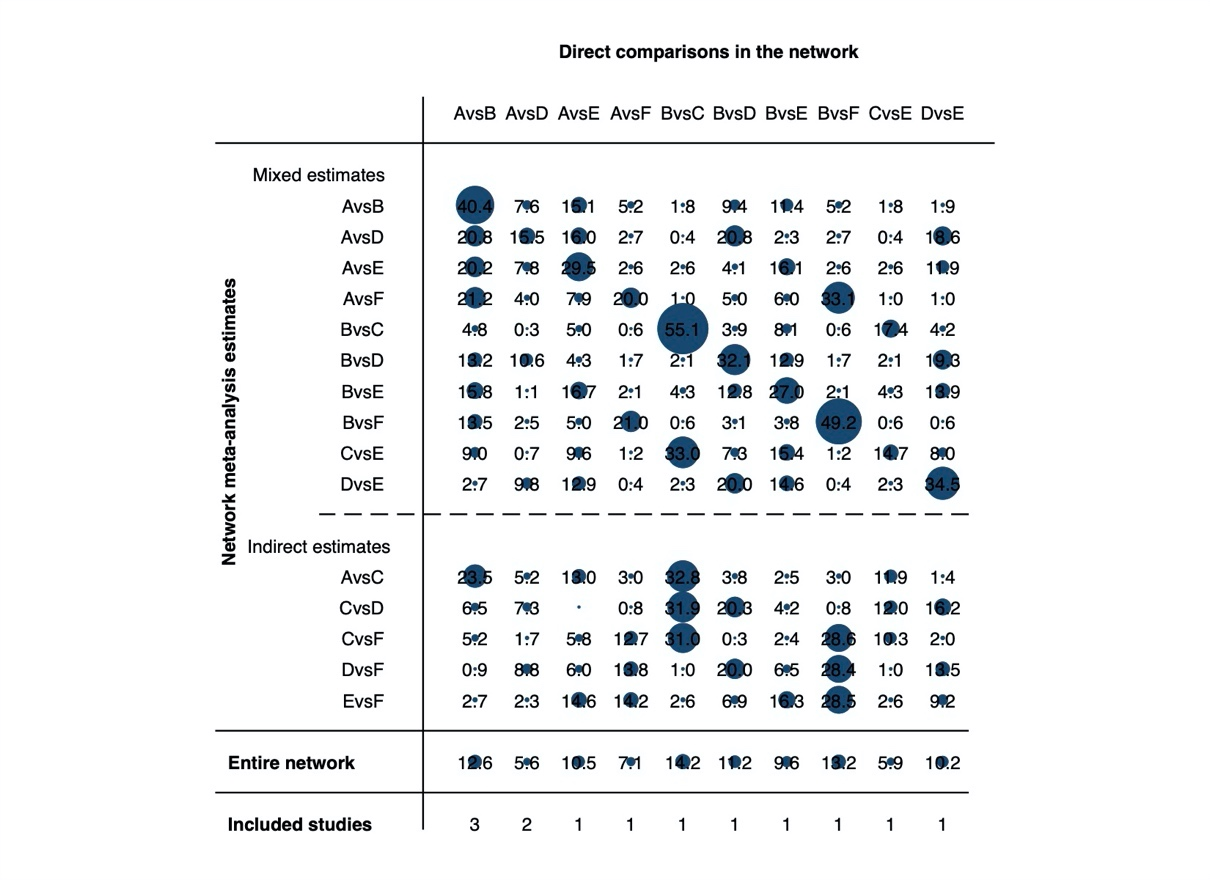 Direct comparisons in the network
AvsB AvsD AvsE AvsF BvsC BvsD BvsE BvsF CvsE DvsE
Network meta-analysis estimates
Mixed estimates
AvsB 40.4 7.6 15.1 5.2 1.8 9.4 11.4 5.2 1.8 1.9
AvsD 20.8 15.5 16.0 2.7 0.4 20.8 2.3 2.7 0.4 18.6
AvsE 20.2 7.8 29.5 2.6 2.6 4.1 16.1 2.6 2.6 11.9
AvsF 21.2 4.0 7.9 20.0 1.0 5.0 6.0 33.1 1.0 1.0
BvsC 4.8 0.3 5.0 0.6 55.1 3.9 8.1 0.6 17.4 4.2
BvsD 13.2 10.6 4.3 1.7 2.1 32.1 12.9 1.7 2.1 19.3
BvsE 15.8 1.1 16.7 2.1 4.3 12.8 27.0 2.1 4.3 13.9
BvsF 13.5 2.5 5.0 21.0 0.6 3.1 3.8 49.2 0.6 0.6
CvsE 9.0 0.7 9.6 1.2 33.0 7.3 15.4 1.2 14.7 8.0
DvsE 2.7 9.8 12.9 0.4 2.3 20.0 14.6 0.4 2.3 34.5
Indirect estimates
AvsC 23.5 5.2 13.0 3.0 32.8 3.8 2.5 3.0 11.9 1.4
CvsD 6.5 7.3 . 0.8 31.9 20.3 4.2 0.8 12.0 16.2
CvsF 5.2 1.7 5.8 12.7 31.0 0.3 2.4 28.6 10.3 2.0
DvsF 0.9 8.8 6.0 13.8 1.0 20.0 6.5 28.4 1.0 13.5
EvsF 2.7 2.3 14.6 14.2 2.6 6.9 16.3 28.5 2.6 9.2
Entire network 12.6 5.6 10.5 7.1 14.2 11.2 9.6 13.2 5.9 10.2
Included studies 3 2 1 1 1 1 1 1 1 1